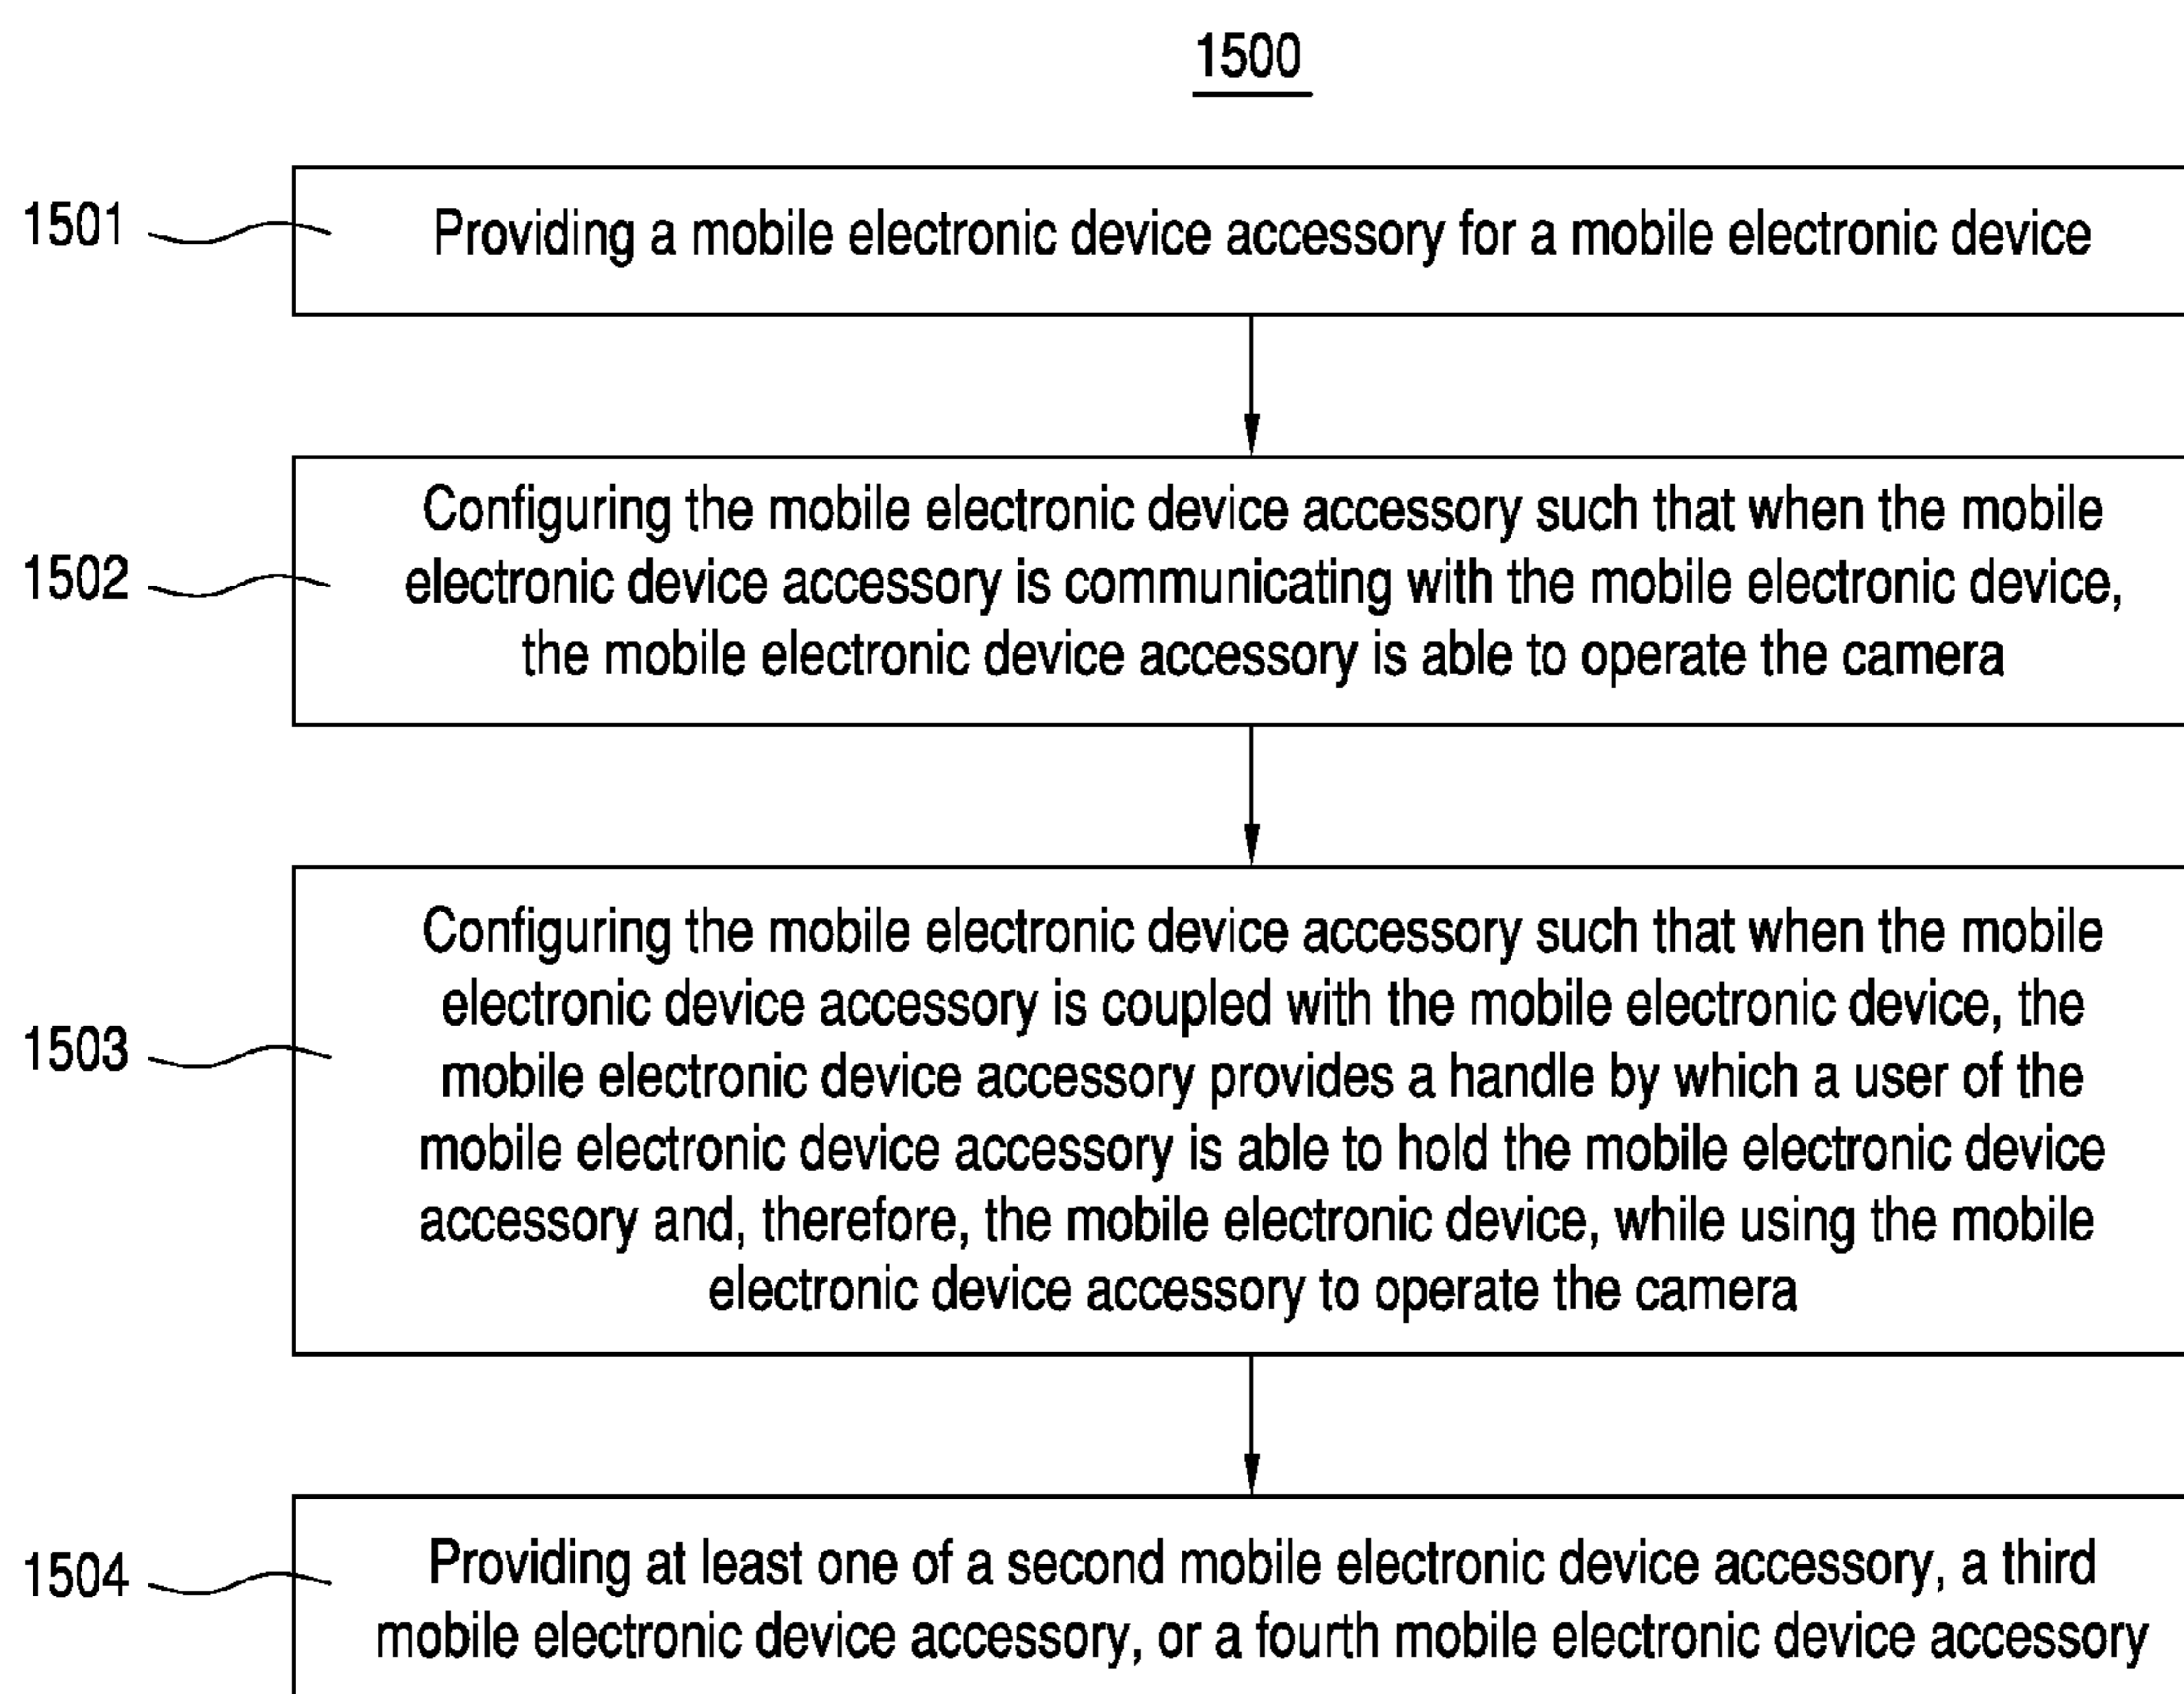 1500
1501
Providing a mobile electronic device accessory for a mobile electronic device
1502
Configuring the mobile electronic device accessory such that when the mobile
electronic device accessory is communicating with the mobile electronic device,
the mobile electronic device accessory is able to operate the camera
1503
Configuring the mobile electronic device accessory such that when the mobile
electronic device accessory is coupled with the mobile electronic device, the
mobile electronic device accessory provides a handle by which a user of the
mobile electronic device accessory is able to hold the mobile electronic device
accessory and, therefore, the mobile electronic device, while using the mobile
electronic device accessory to operate the camera
1504
Providing at least one of a second mobile electronic device accessory, a third
mobile electronic device accessory, or a fourth mobile electronic device accessory